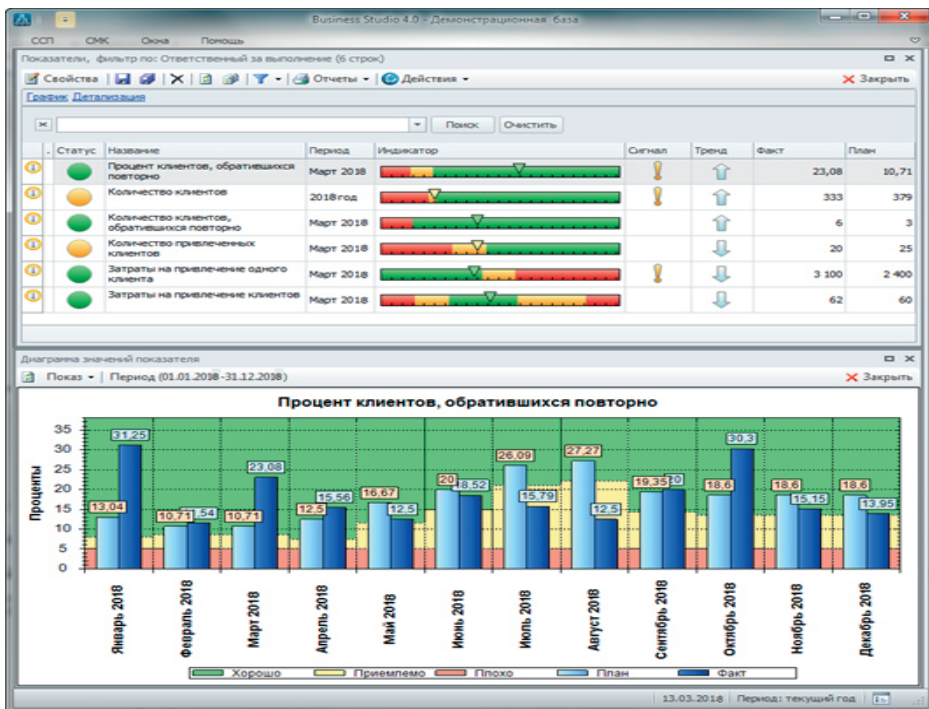 Business Studio 4.0 - Демонстрационная база
ССП СМК Окна Помощь
Показатели, фильтр по: Ответственный за выполнение (6 строк)
Свойства Отчеты Действия Закрыть
График Детализация
Поиск Очистить
Статус Название Период Индикатор Сигнал Тренд Факт План
Процент клиентов, обратившихся повторно Март 2018 23,08 10,71
Количество клиентов 2018 год 333 379
Количество клиентов, обратившихся повторно Март 2018 6 3
Количество привлеченных клиентов Март 2018 20 25
Затраты на привлечение одного клиента Март 2018 3 100 2 400
Затраты на привлечение клиентов Март 2018 62 60
Диаграмма значений показателя
Показ Период (01.01.2018-31.12.2018) Закрыть
Процент клиентов, обратившихся повторно
Проценты
35
30
25
20
15
10
5
0
13,04 31,25
10,71
10,71 23,08
12,5 15,56
16,67 12,5
20
26,09 15,79
27,27 12,5
19,35 20
18,6 30,3
18,6 15,15
18,6 13,95
Январь 2018
Февраль 2018
Март 2018
Апрель 2018
Май 2018
Июнь 2018
Июль 2018
Август 2018
Сентябрь 2018
Октябрь 2018
Ноябрь 2018
Декабрь 2018
Хорошо Приемлемо Плохо План Факт
13.03.2018 Период: текущий год